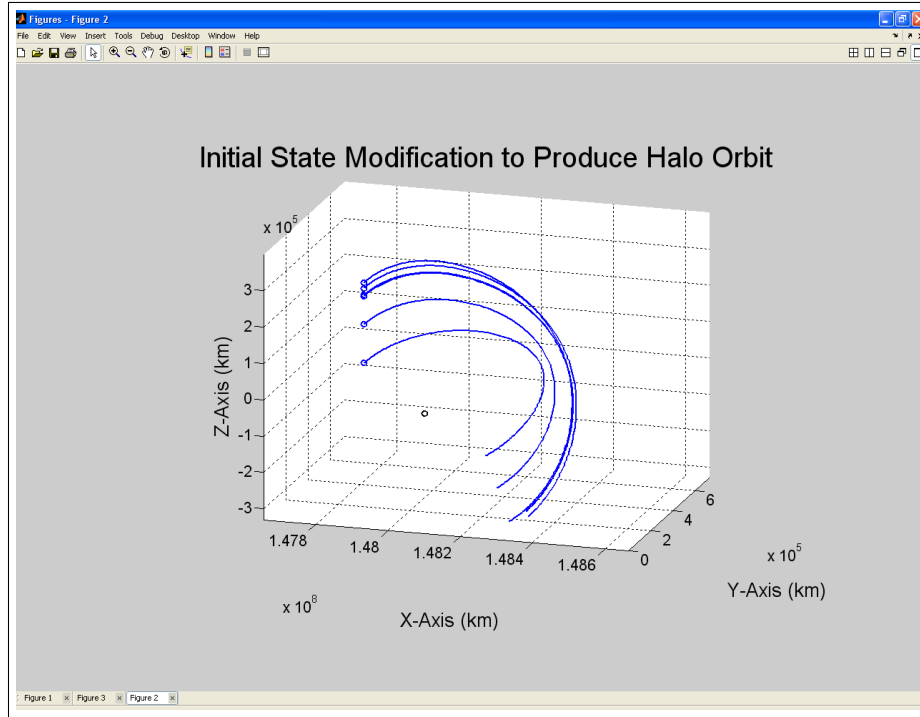 Figures - Figure 2
File Edit View Insert Tools Debug Desktop Window Help
Initial State Modification to Produce Halo Orbit
x 10^5
3
2
1
0
-1
-2
-3
Z-Axis (km)
1.478
1.48
1.482
1.484
1.486
x 10^8
X-Axis (km)
0
2
4
6
x 10^5
Y-Axis (km)
Figure 1 Figure 3 Figure 2